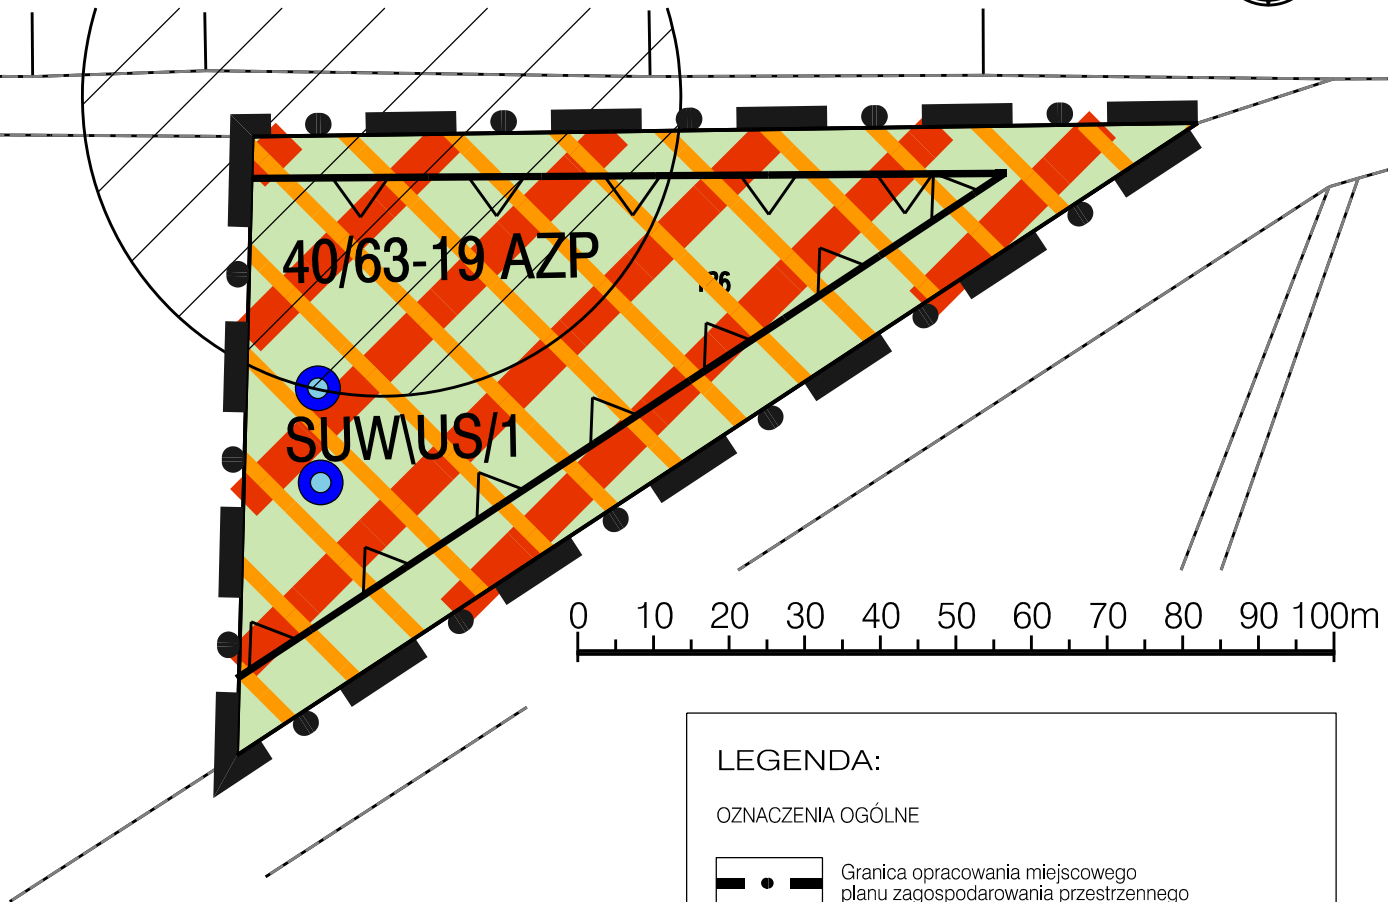 40/63-19 AZP
SUW\US/1
0 10 20 30 40 50 60 70 80 90 100m
LEGENDA:
OZNACZENIA OGÓLNE
Granica opracowania miejscowego
planu zagospodarowania przestrzennego